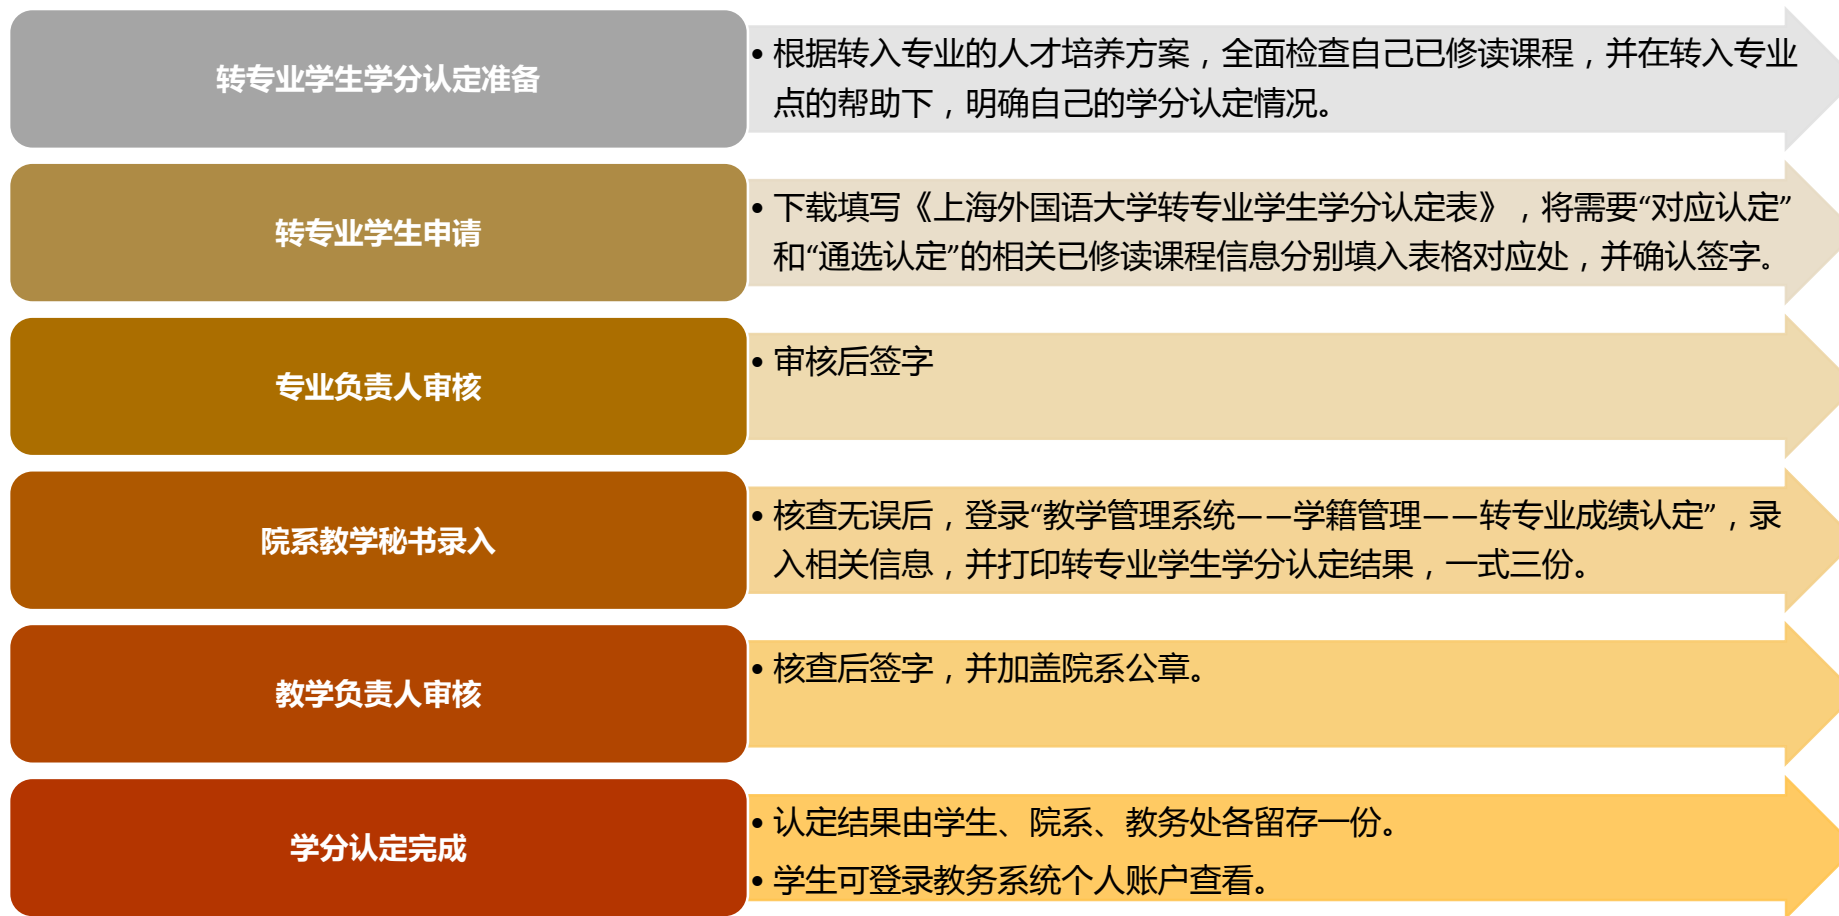 转专业学生学分认定准备
• 根据转入专业的人才培养方案，全面检查自己已修读课程，并在转入专业
点的帮助下，明确自己的学分认定情况。
转专业学生申请
• 下载填写《上海外国语大学转专业学生学分认定表》，将需要“对应认定”
和“通选认定”的相关已修读课程信息分别填入表格对应处，并确认签字。
专业负责人审核
• 审核后签字
院系教学秘书录入
• 核查无误后，登录“教学管理系统——学籍管理——转专业成绩认定”，录
入相关信息，并打印转专业学生学分认定结果，一式三份。
教学负责人审核
• 核查后签字，并加盖院系公章。
学分认定完成
• 认定结果由学生、院系、教务处各留存一份。
• 学生可登录教务系统个人账户查看。